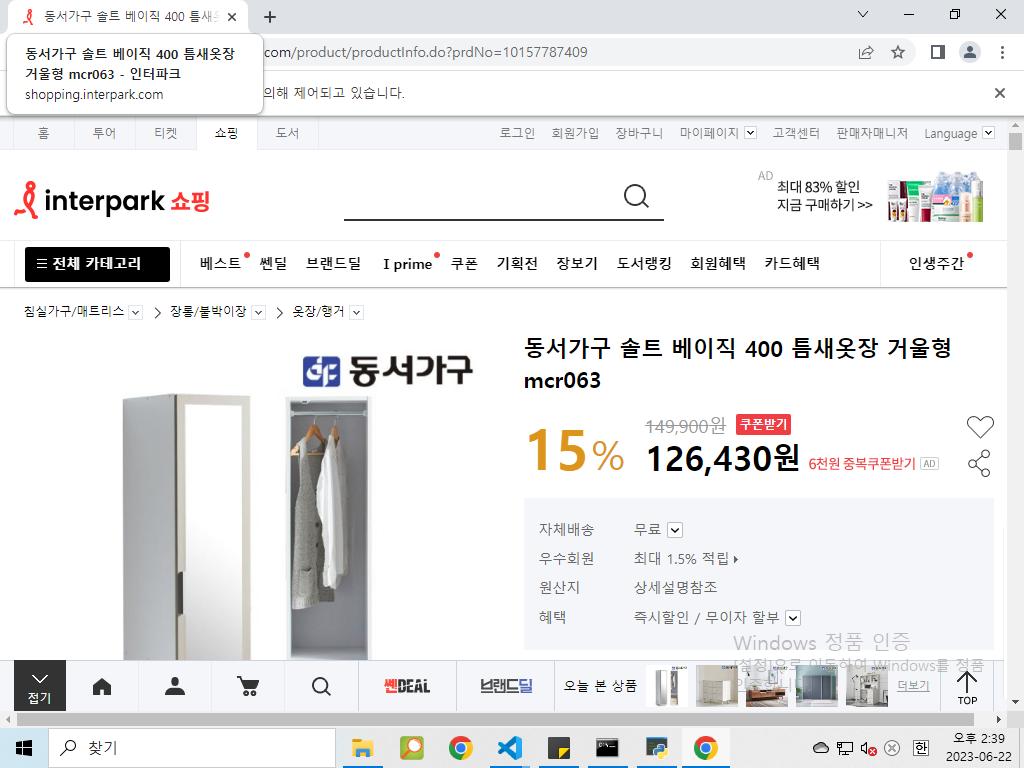 동서가구 솔트 베이직 400 틈새옷
동서가구 솔트 베이직 400 틈새옷장
거울형 mcr063 - 인터파크
shopping.interpark.com
com/product/productInfo.do?prdNo=10157787409
의해 제어되고 있습니다.
홈 투어 티켓 쇼핑 도서
로그인 회원가입 장바구니 마이페이지 고객센터 판매자매니저 Language
interpark 쇼핑
AD 최대 83% 할인
지금 구매하기 >>
전체 카테고리 베스트 쎈딜 브랜드딜 I prime 쿠폰 기획전 장보기 도서랭킹 회원혜택 카드혜택 인생주간
침실가구/매트리스 장롱/붙박이장 옷장/행거
동서가구
동서가구 솔트 베이직 400 틈새옷장 거울형
mcr063
15% 149,900원 쿠폰받기
126,430원 6천원 중복쿠폰받기 AD
자체배송 무료
우수회원 최대 1.5% 적립
원산지 상세설명참조
혜택 즉시할인 / 무이자 할부
Windows 정품 인증
[설정]으로 이동하여 Windows를 정품
접기 쎈DEAL 브랜드딜 오늘 본 상품 더보기 TOP
찾기
한
오후 2:39
2023-06-22